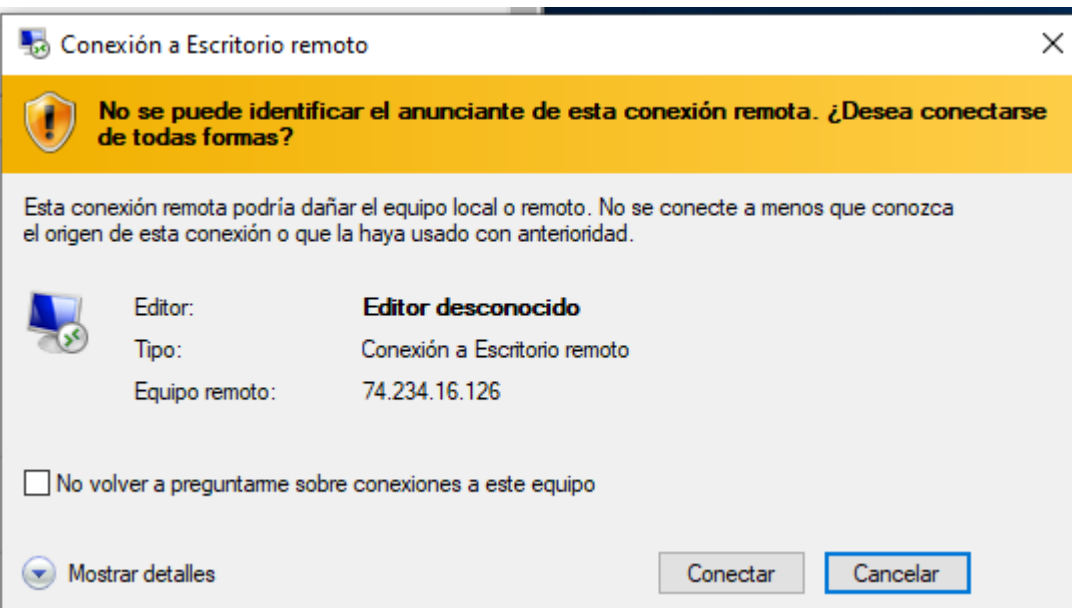 Conexión a Escritorio remoto
No se puede identificar el anunciante de esta conexión remota. ¿Desea conectarse
de todas formas?
Esta conexión remota podría dañar el equipo local o remoto. No se conecte a menos que conozca
el origen de esta conexión o que la haya usado con anterioridad.
Editor: Editor desconocido
Tipo: Conexión a Escritorio remoto
Equipo remoto: 74.234.16.126
No volver a preguntarme sobre conexiones a este equipo
Mostrar detalles Conectar Cancelar